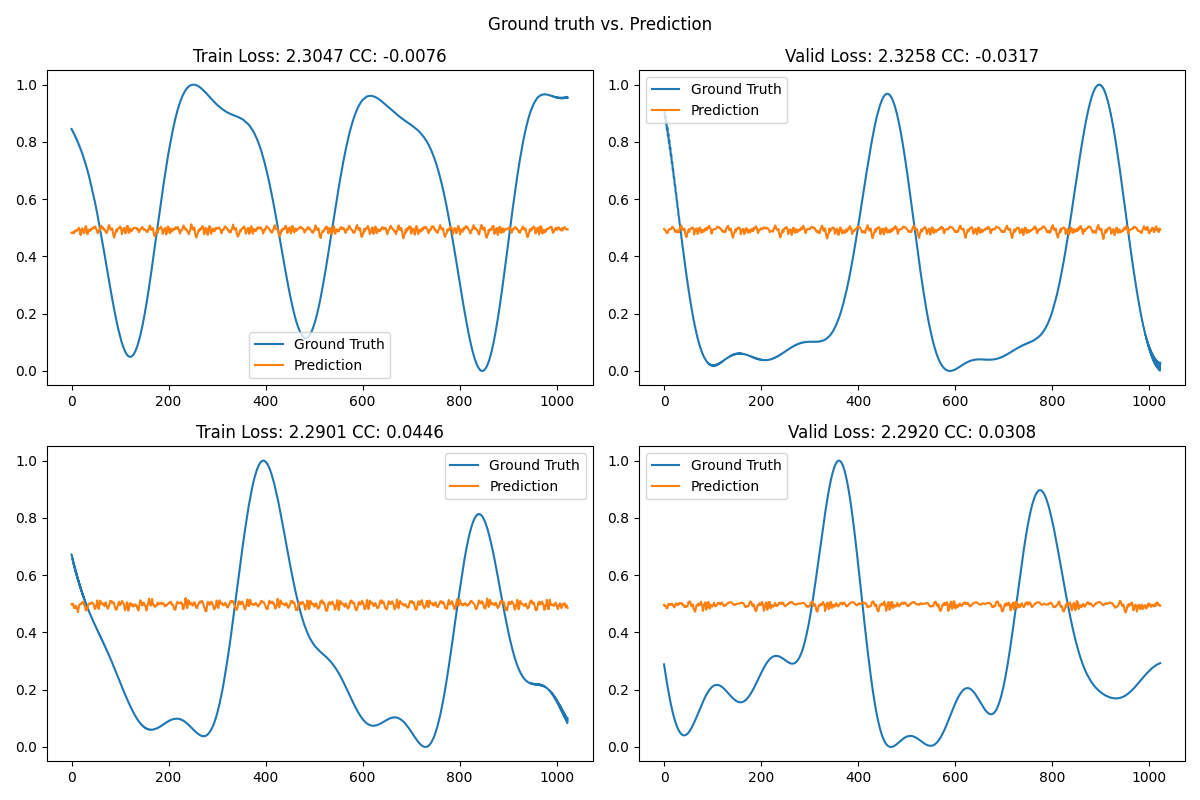 Ground truth vs. Prediction
Train Loss: 2.3047 CC: -0.0076
1.0
0.8
0.6
0.4
0.2
0.0
Ground Truth
Prediction
0 200 400 600 800 1000
Valid Loss: 2.3258 CC: -0.0317
1.0
0.8
0.6
0.4
0.2
0.0
Ground Truth
Prediction
0 200 400 600 800 1000
Train Loss: 2.2901 CC: 0.0446
1.0
0.8
0.6
0.4
0.2
0.0
Ground Truth
Prediction
0 200 400 600 800 1000
Valid Loss: 2.2920 CC: 0.0308
1.0
0.8
0.6
0.4
0.2
0.0
Ground Truth
Prediction
0 200 400 600 800 1000